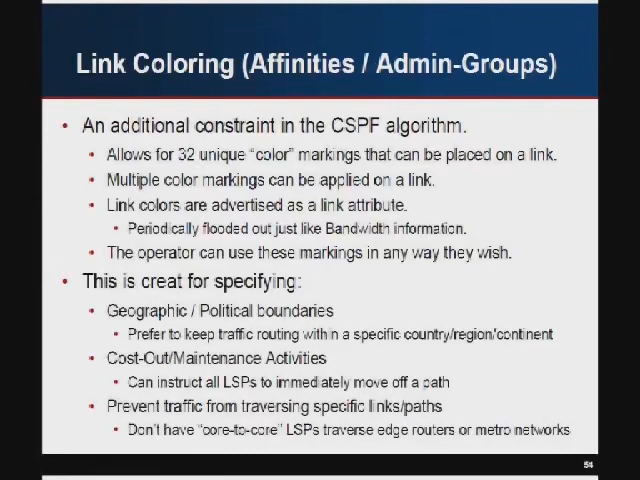 Link Coloring (Affinities / Admin-Groups)
• An additional constraint in the CSPF algorithm.
• Allows for 32 unique "color" markings that can be placed on a link.
• Multiple color markings can be applied on a link.
• Link colors are advertised as a link attribute.
• Periodically flooded out just like Bandwidth information.
• The operator can use these markings in any way they wish.
• This is creat for specifying:
• Geographic / Political boundaries
• Prefer to keep traffic routing within a specific country/region/continent
• Cost-Out/Maintenance Activities
• Can instruct all LSPs to immediately move off a path
• Prevent traffic from traversing specific links/paths
• Don't have "core-to-core" LSPs traverse edge routers or metro networks
54